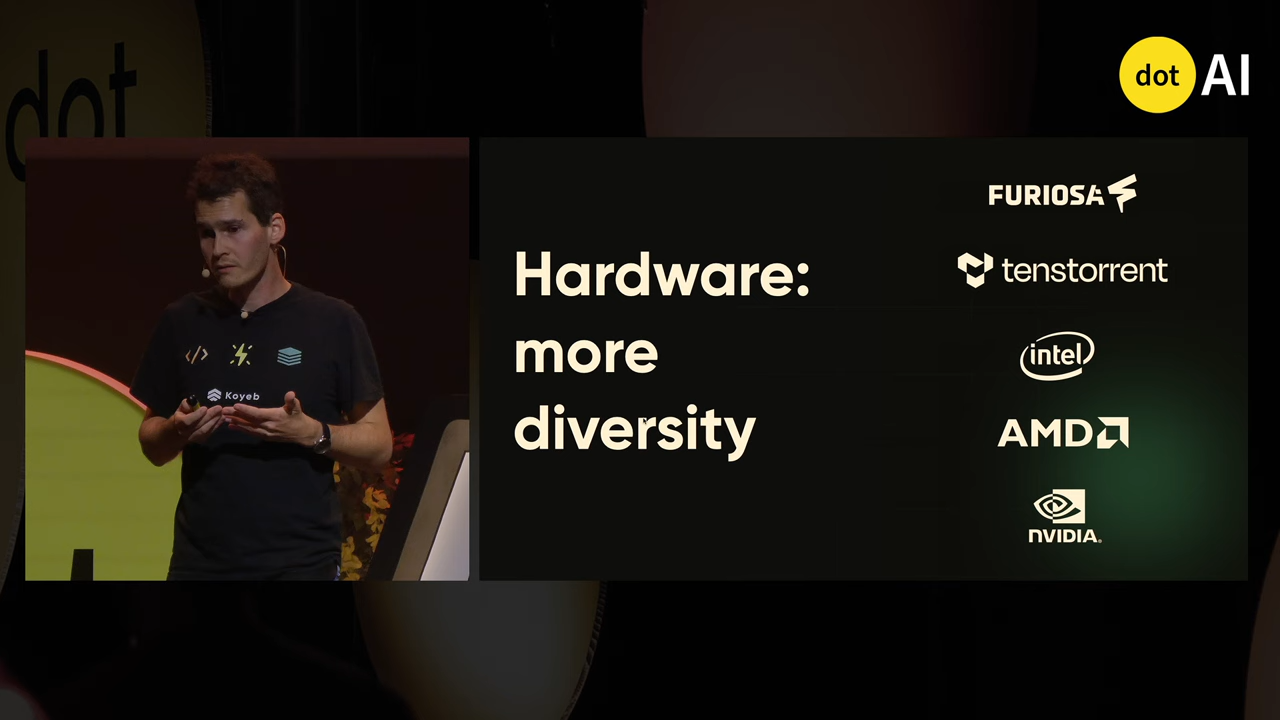 dot
dot AI
FURIOSA
Hardware:
more
diversity
tenstorrent
intel
AMD
NVIDIA.
</> 
Koyeb